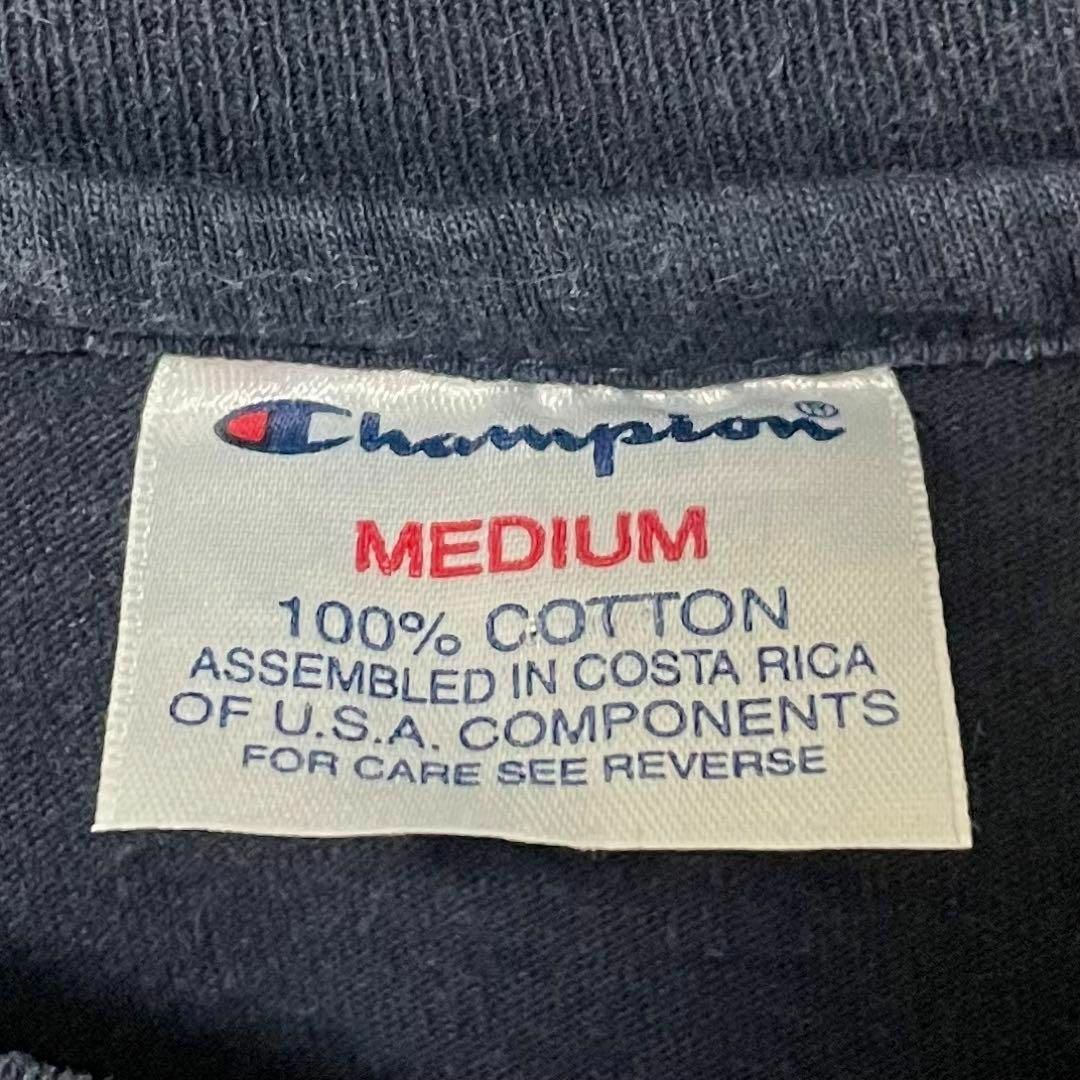 Champion®
MEDIUM
100% COTTON
ASSEMBLED IN COSTA RICA
OF U.S.A. COMPONENTS
FOR CARE SEE REVERSE